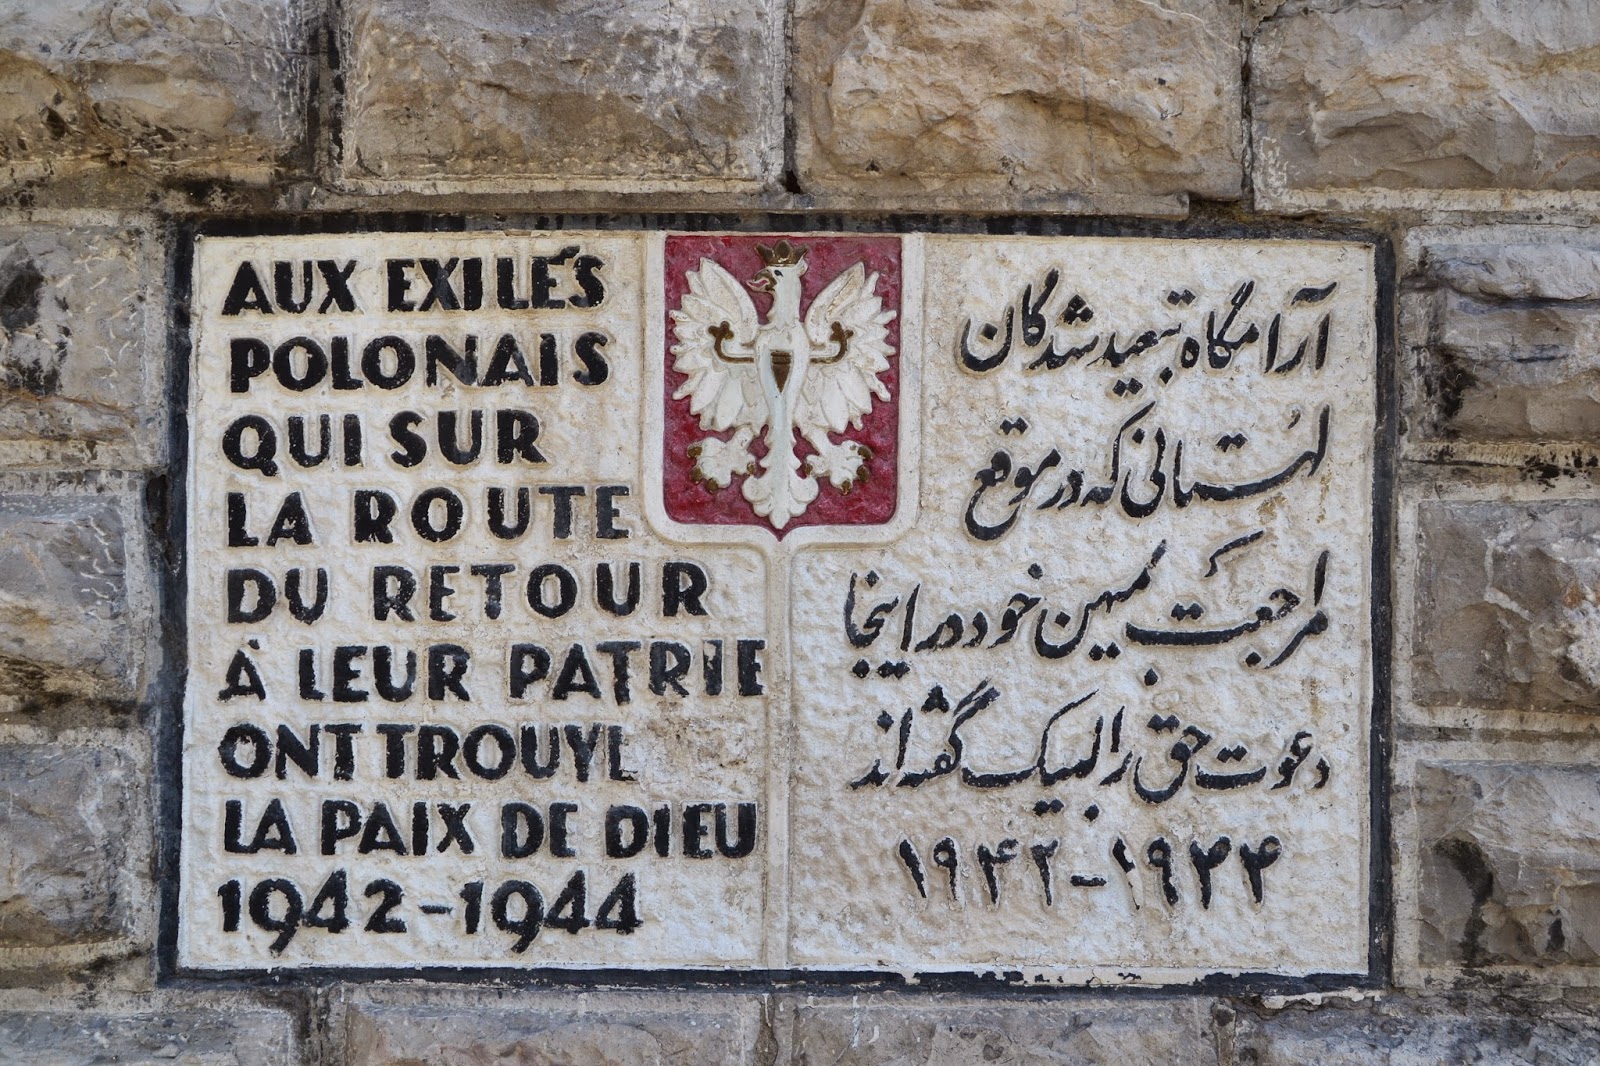 AUX EXILÉS
POLONAIS
QUI SUR
LA ROUTE
DU RETOUR
À LEUR PATRIE
ONT TROUYL
LA PAIX DE DIEU
1942-1944
آرامگاه تبعید شدگان
لهستانی که در موقع
مراجعت بمیهن خود در اینجا
دعوت حق را لبیک گفته‌اند
۱۹۴۲-۱۹۴۴